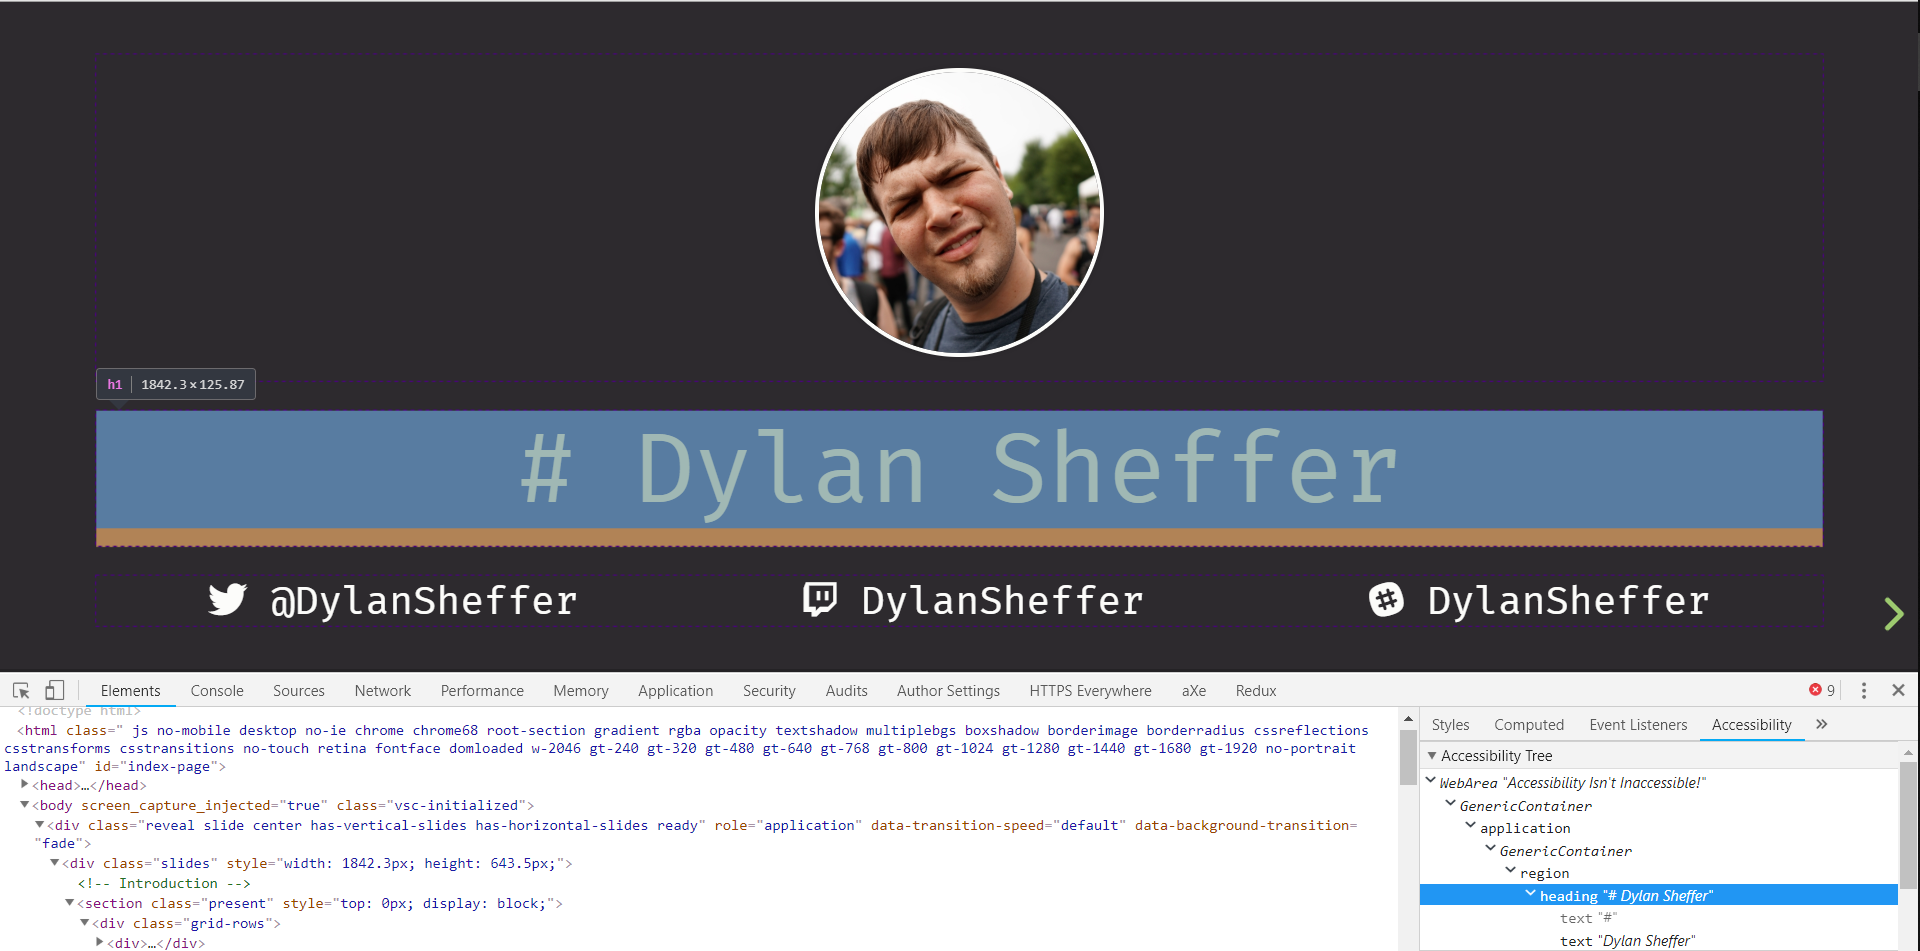 h1 1842.3×125.87
# Dylan Sheffer
@DylanSheffer DylanSheffer DylanSheffer
Elements Console Sources Network Performance Memory Application Security Audits Author Settings HTTPS Everywhere aXe Redux 9
<!doctype html>
<html class=" js no-mobile desktop no-ie chrome chrome68 root-section gradient rgba opacity textshadow multiplebgs boxshadow borderimage borderradius cssreflections
csstransforms csstransitions no-touch retina fontface domloaded w-2046 gt-240 gt-320 gt-480 gt-640 gt-768 gt-800 gt-1024 gt-1280 gt-1440 gt-1680 gt-1920 no-portrait
landscape" id="index-page">
<head>…</head>
<body screen_capture_injected="true" class="vsc-initialized">
<div class="reveal slide center has-vertical-slides has-horizontal-slides ready" role="application" data-transition-speed="default" data-background-transition=
"fade">
<div class="slides" style="width: 1842.3px; height: 643.5px;">
<!-- Introduction -->
<section class="present" style="top: 0px; display: block;">
<div class="grid-rows">
<div>…</div>
Styles Computed Event Listeners Accessibility »
Accessibility Tree
WebArea "Accessibility Isn't Inaccessible!"
GenericContainer
application
GenericContainer
region
heading "# Dylan Sheffer"
text "#"
text "Dylan Sheffer"